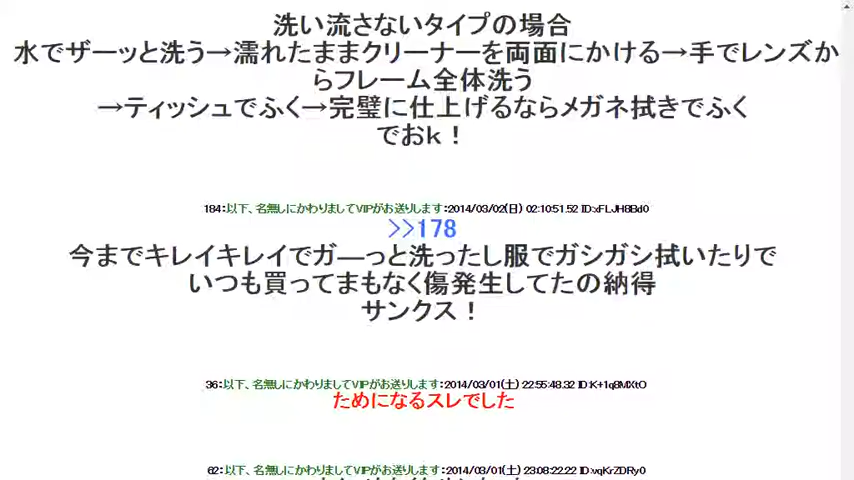 洗い流さないタイプの場合
水でザーッと洗う→濡れたままクリーナーを両面にかける→手でレンズか
らフレーム全体洗う
→ティッシュでふく→完璧に仕上げるならメガネ拭きでふく
でおｋ！
184：以下、名無しにかわりましてVIPがお送りします：2014/03/02(日) 02:10:51.52 ID:xFLJH8Bd0
>>178
今までキレイキレイでガ―っと洗ったし服でガシガシ拭いたりで
いつも買ってまもなく傷発生してたの納得
サンクス！
36：以下、名無しにかわりましてVIPがお送りします：2014/03/01(土) 22:55:48.32 ID:K+1q8MXtO
ためになるスレでした
62：以下、名無しにかわりましてVIPがお送りします：2014/03/01(土) 23:08:22.22 ID:vqKrZDRy0